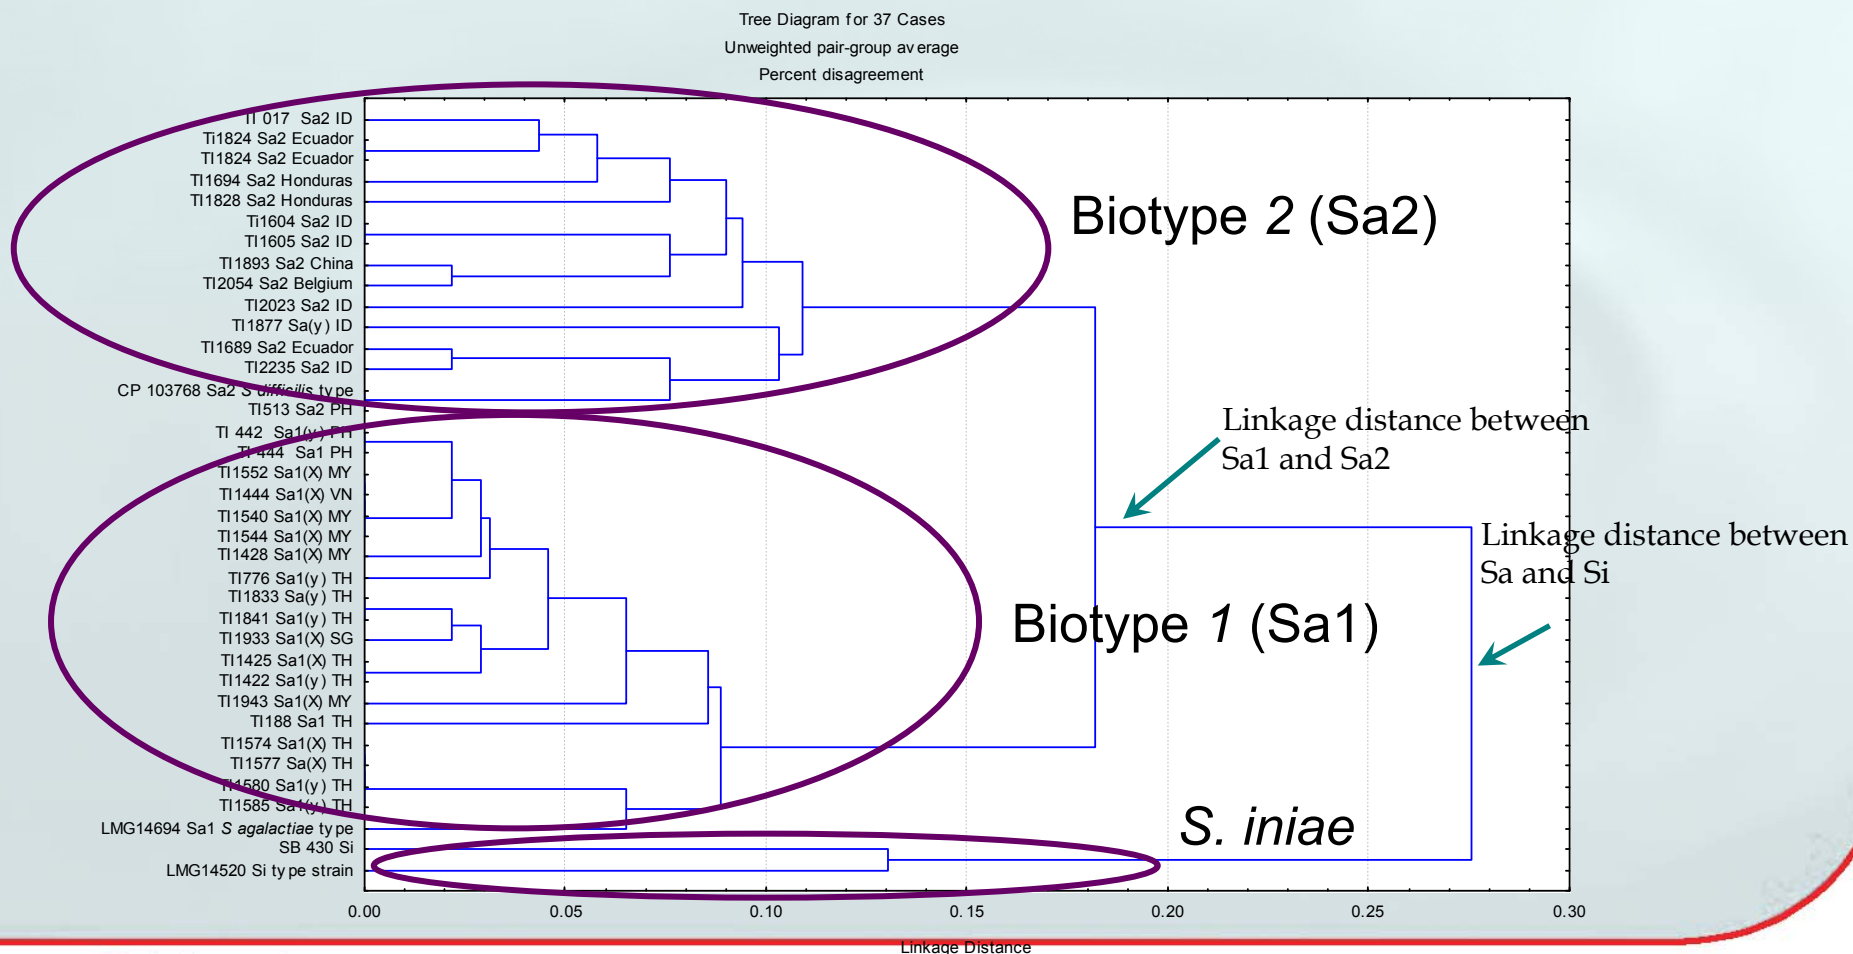 Tree Diagram for 37 Cases
Unweighted pair-group average
Percent disagreement
TI 017 Sa2 ID
Ti1824 Sa2 Ecuador
TI1824 Sa2 Ecuador
TI1694 Sa2 Honduras
TI1828 Sa2 Honduras
Ti1604 Sa2 ID
TI1605 Sa2 ID
TI1893 Sa2 China
TI2054 Sa2 Belgium
TI2023 Sa2 ID
TI1877 Sa(y) ID
TI1689 Sa2 Ecuador
TI2235 Sa2 ID
CP 103768 Sa2 S difficilis type
TI513 Sa2 PH
TI 442 Sa1(y) PH
TI 444 Sa1 PH
TI1552 Sa1(X) MY
TI1444 Sa1(X) VN
TI1540 Sa1(X) MY
TI1544 Sa1(X) MY
TI1428 Sa1(X) MY
TI776 Sa1(y) TH
TI1833 Sa(y) TH
TI1841 Sa1(y) TH
TI1933 Sa1(X) SG
TI1425 Sa1(X) TH
TI1422 Sa1(y) TH
TI1943 Sa1(X) MY
TI188 Sa1 TH
TI1574 Sa1(X) TH
TI1577 Sa(X) TH
TI1580 Sa1(y) TH
TI1585 Sa1(y) TH
LMG14694 Sa1 S agalactiae type
SB 430 Si
LMG14520 Si type strain
Biotype 2 (Sa2)
Linkage distance between
Sa1 and Sa2
Linkage distance between
Sa and Si
Biotype 1 (Sa1)
S. iniae
0.00 0.05 0.10 0.15 0.20 0.25 0.30
Linkage Distance